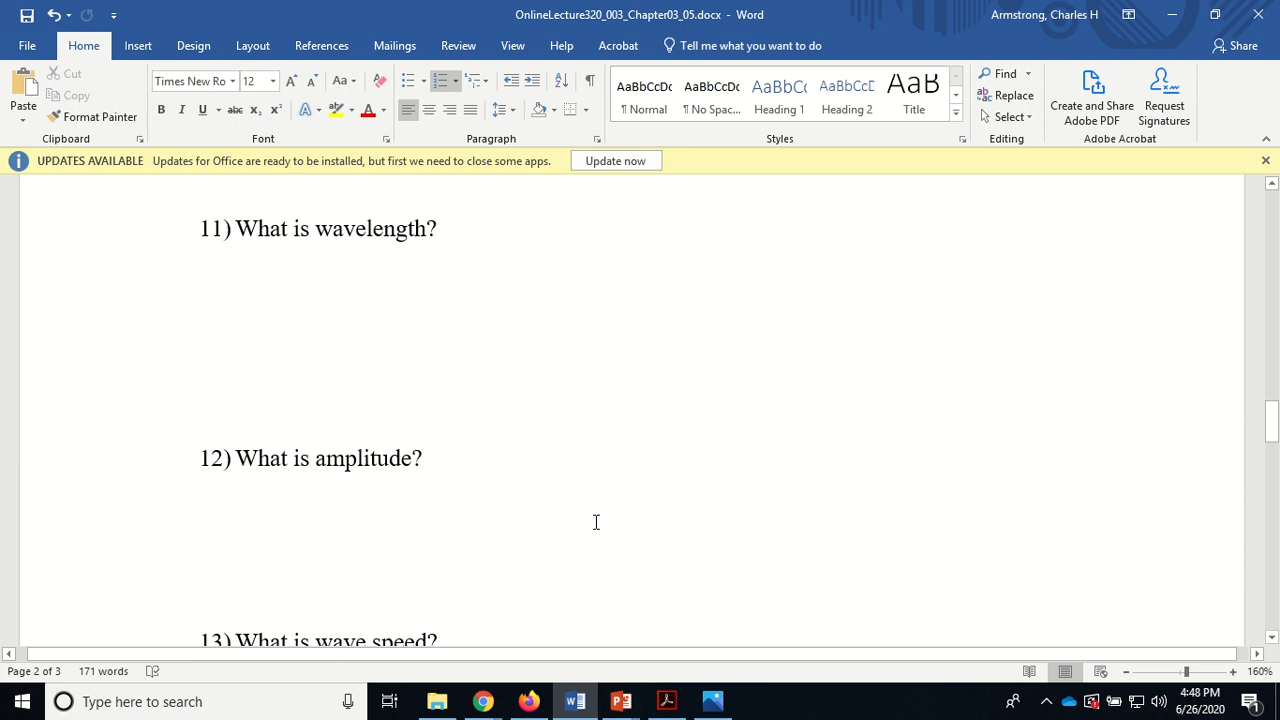 OnlineLecture320_003_Chapter03_05.docx - Word
Armstrong, Charles H
File Home Insert Design Layout References Mailings Review View Help Acrobat Tell me what you want to do Share
Paste
Cut
Copy
Format Painter
Clipboard
Times New Ro 12
Font
Paragraph
AaBbCcDc AaBbCcDc AaBbCc AaBbCcD AaB
¶ Normal ¶ No Spac... Heading 1 Heading 2 Title
Styles
Find
Replace
Select
Editing
Create and Share Adobe PDF
Request Signatures
Adobe Acrobat
UPDATES AVAILABLE Updates for Office are ready to be installed, but first we need to close some apps. Update now
11) What is wavelength?
12) What is amplitude?
13) What is wave speed?
Page 2 of 3 171 words 160%
Type here to search
4:48 PM
6/26/2020